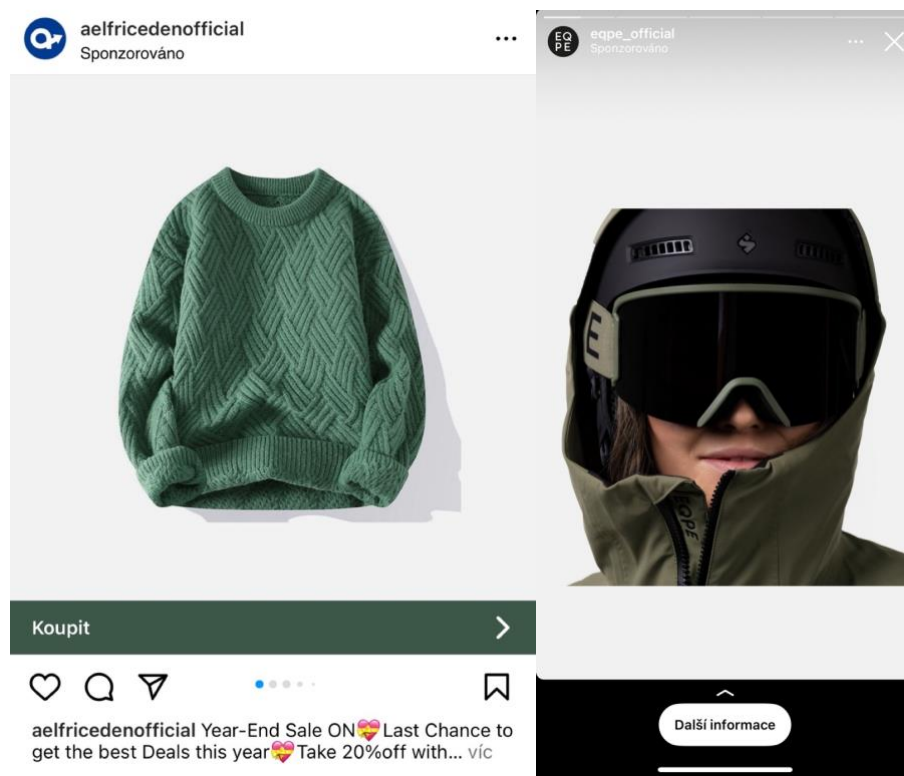 aelfricedenofficial
Sponzorováno
Koupit
aelfricedenofficial Year-End Sale ON💝Last Chance to
get the best Deals this year💝Take 20%off with... víc
EQ
PE
eqpe_official
Sponzorováno
E
EQPE
Další informace